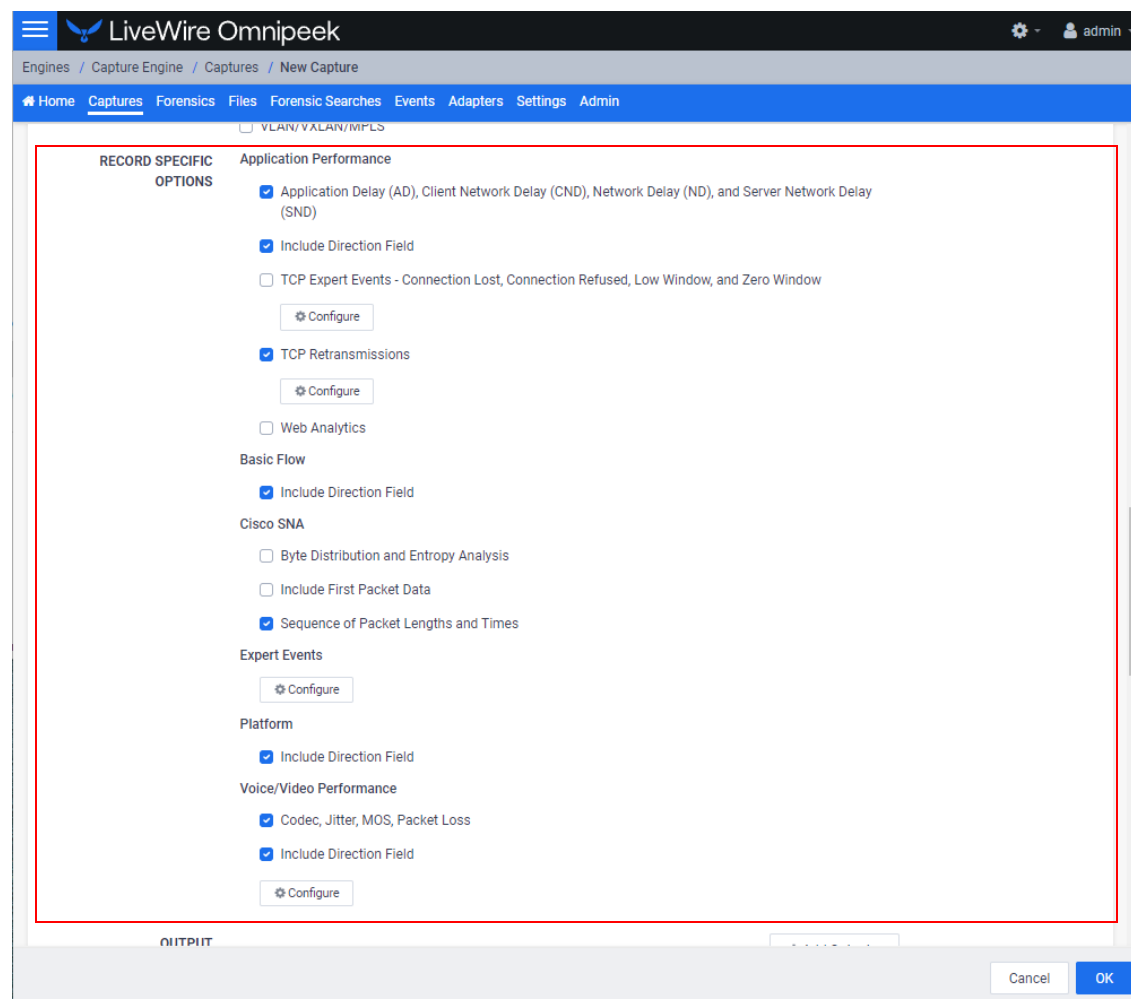 LiveWire Omnipeek
admin
Engines / Capture Engine / Captures / New Capture
Home Captures Forensics Files Forensic Searches Events Adapters Settings Admin
VLAN/VXLAN/MPLS
RECORD SPECIFIC
OPTIONS
Application Performance
Application Delay (AD), Client Network Delay (CND), Network Delay (ND), and Server Network Delay
(SND)
Include Direction Field
TCP Expert Events - Connection Lost, Connection Refused, Low Window, and Zero Window
Configure
TCP Retransmissions
Configure
Web Analytics
Basic Flow
Include Direction Field
Cisco SNA
Byte Distribution and Entropy Analysis
Include First Packet Data
Sequence of Packet Lengths and Times
Expert Events
Configure
Platform
Include Direction Field
Voice/Video Performance
Codec, Jitter, MOS, Packet Loss
Include Direction Field
Configure
OUTPUT
Cancel OK